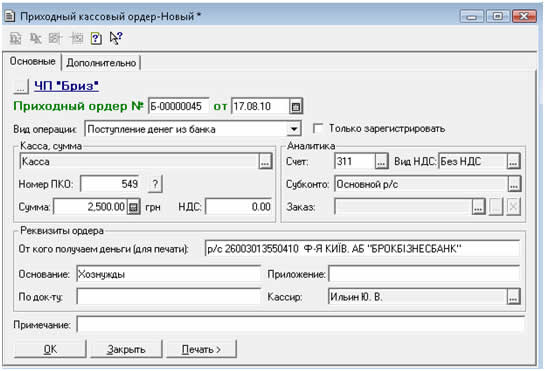 Приходный кассовый ордер-Новый *
Основные Дополнительно
... ЧП "Бриз"
Приходный ордер № Б-00000045 от 17.08.10
Вид операции: Поступление денег из банка Только зарегистрировать
Касса, сумма Аналитика
Касса ... Счет: 311 ... Вид НДС: Без НДС ...
Номер ПКО: 549 ? Субконто: Основной р/с ...
Сумма: 2,500.00 грн НДС: 0.00 Заказ: ... ... ×
Реквизиты ордера
От кого получаем деньги (для печати): р/с 26003013550410 Ф-Я КИЇВ. АБ "БРОКБІЗНЕСБАНК"
Основание: Хознужды Приложение:
По док-ту: Кассир: Ильин Ю. В. ...
Примечание:
OK Закрыть Печать >